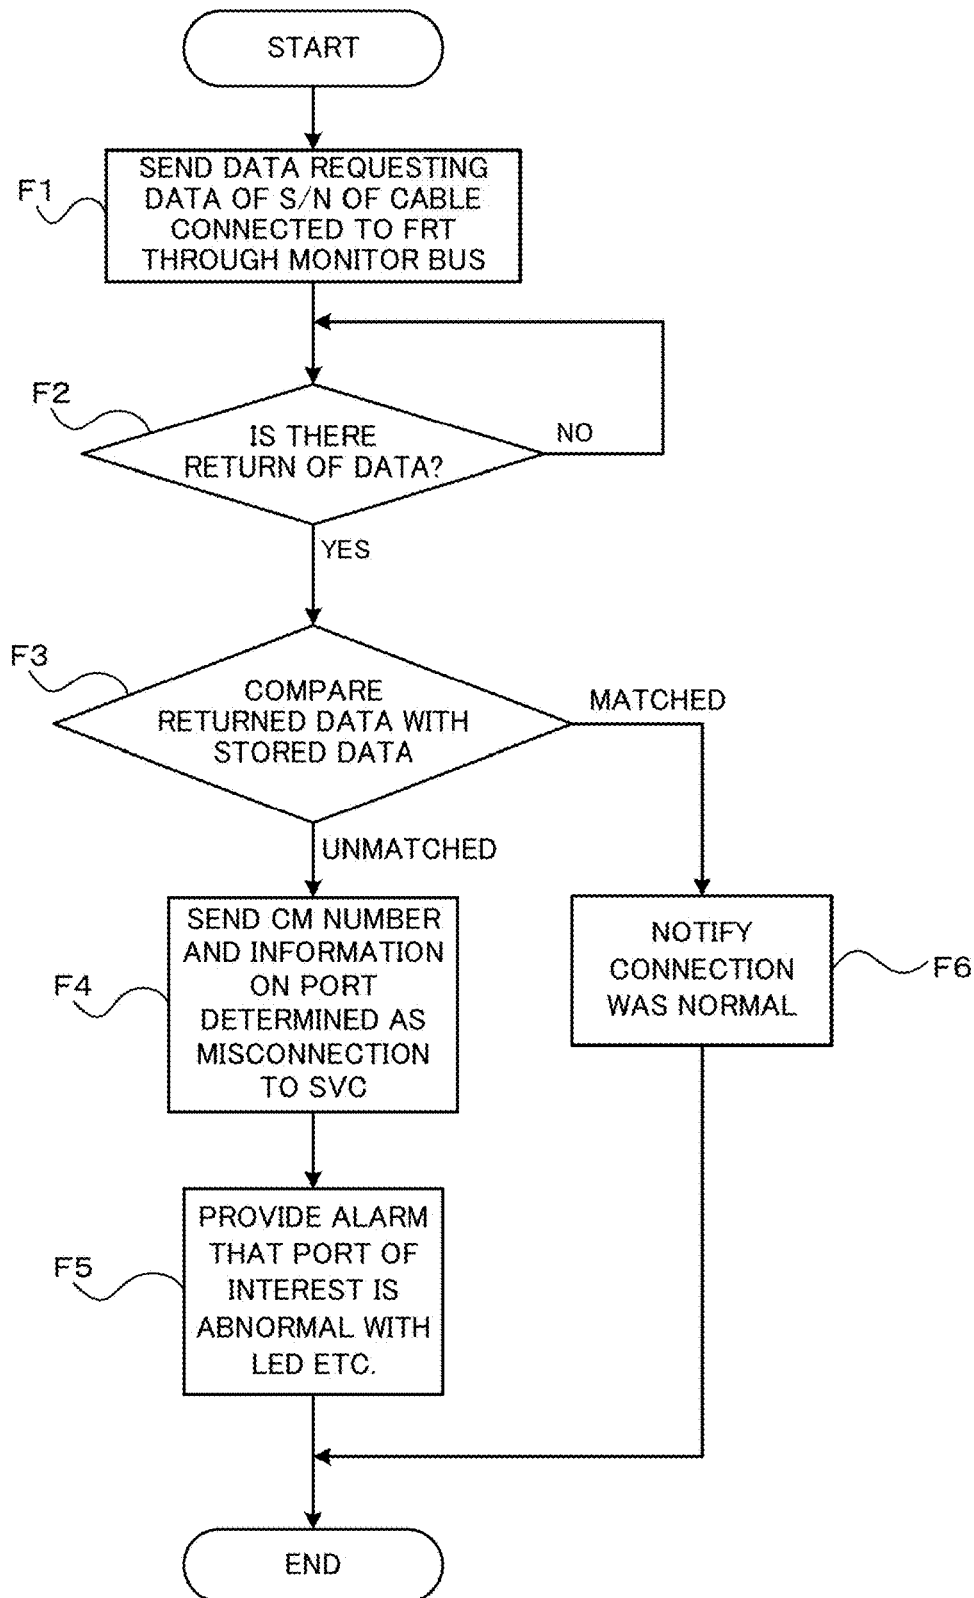 START
F1
SEND DATA REQUESTING
DATA OF S/N OF CABLE
CONNECTED TO FRT
THROUGH MONITOR BUS
F2
IS THERE
RETURN OF DATA?
NO
YES
F3
COMPARE
RETURNED DATA WITH
STORED DATA
MATCHED
UNMATCHED
F4
SEND CM NUMBER
AND INFORMATION
ON PORT
DETERMINED AS
MISCONNECTION
TO SVC
NOTIFY
CONNECTION
WAS NORMAL
F6
F5
PROVIDE ALARM
THAT PORT OF
INTEREST IS
ABNORMAL WITH
LED ETC.
END